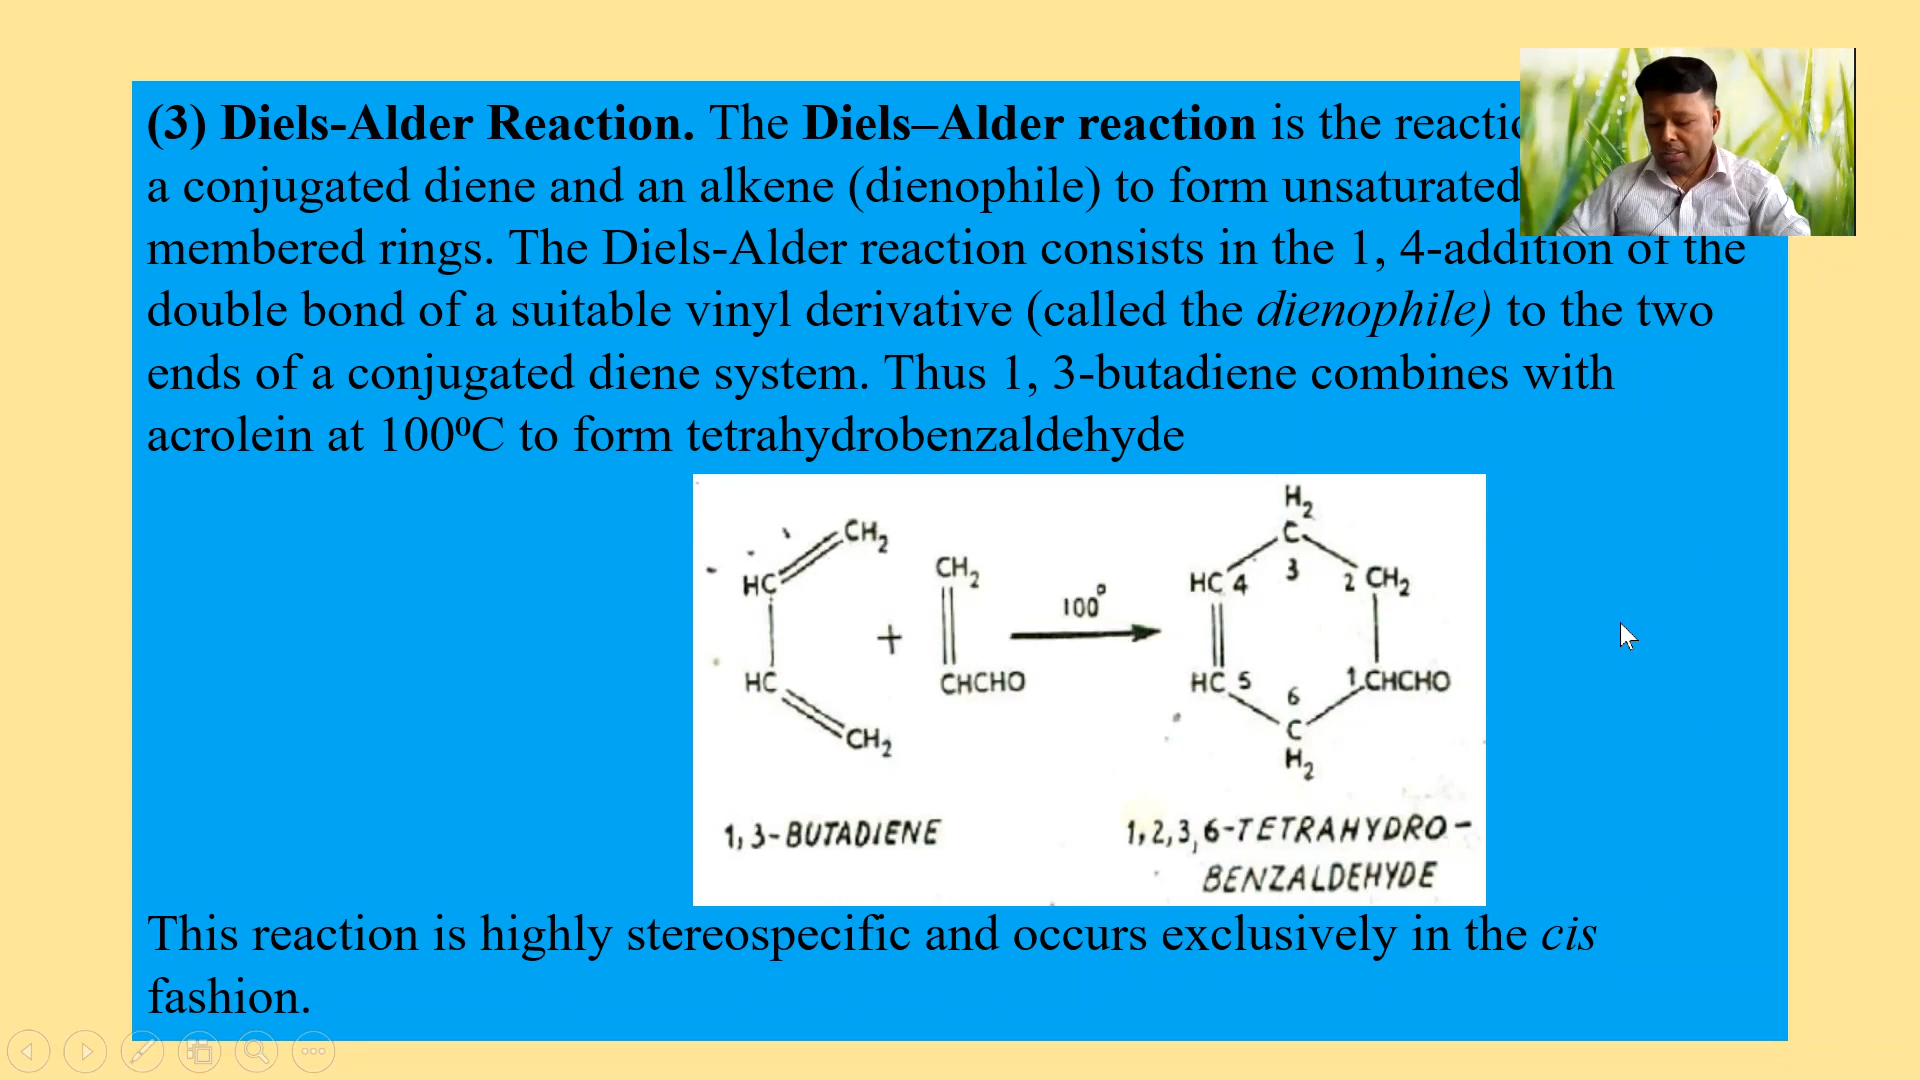 (3) Diels-Alder Reaction. The Diels–Alder reaction is the
a conjugated diene and an alkene (dienophile) to form unsaturated
membered rings. The Diels-Alder reaction consists in the 1, 4-addition of the
double bond of a suitable vinyl derivative (called the dienophile) to the two
ends of a conjugated diene system. Thus 1, 3-butadiene combines with
acrolein at 100⁰C to form tetrahydrobenzaldehyde
H₂
C
CH₂
HC
CH₂
HC 4
3
2 CH₂
100°
+
HC
CHCHO
HC 5
6
1 CHCHO
CH₂
C
H₂
1, 3-BUTADIENE
1, 2, 3, 6-TETRAHYDRO-
BENZALDEHYDE
This reaction is highly stereospecific and occurs exclusively in the cis
fashion.